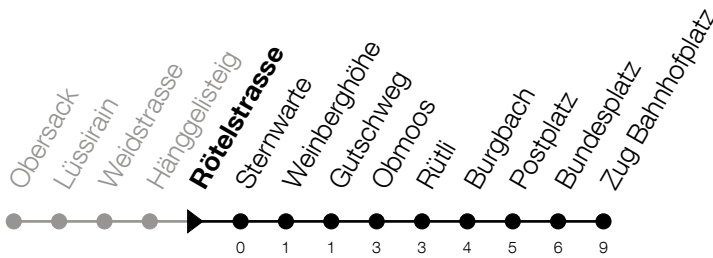 Obersack
Lüssirain
Weidstrasse
Hänggelisteig
Rötelstrasse
Sternwarte
Weinberghöhe
Gutschweg
Obmoos
Rütli
Burgbach
Postplatz
Bundesplatz
Zug Bahnhofplatz
0 1 1 3 3 4 5 6 9